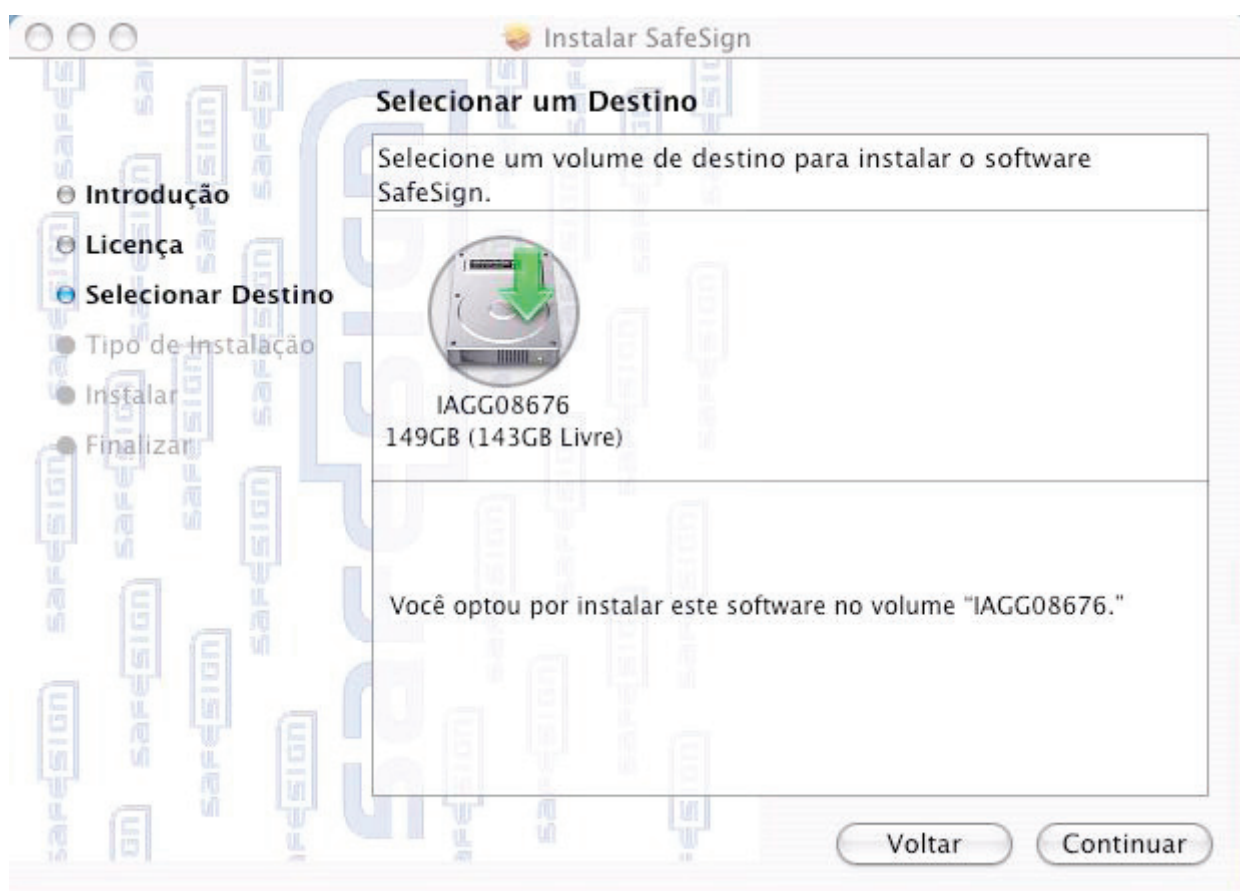 Instalar SafeSign
Selecionar um Destino
Selecione um volume de destino para instalar o software
SafeSign.
Introdução
Licença
Selecionar Destino
Tipo de Instalação
Instalar
Finalizar
IAGG08676
149GB (143GB Livre)
Você optou por instalar este software no volume “IAGG08676.”
Voltar
Continuar